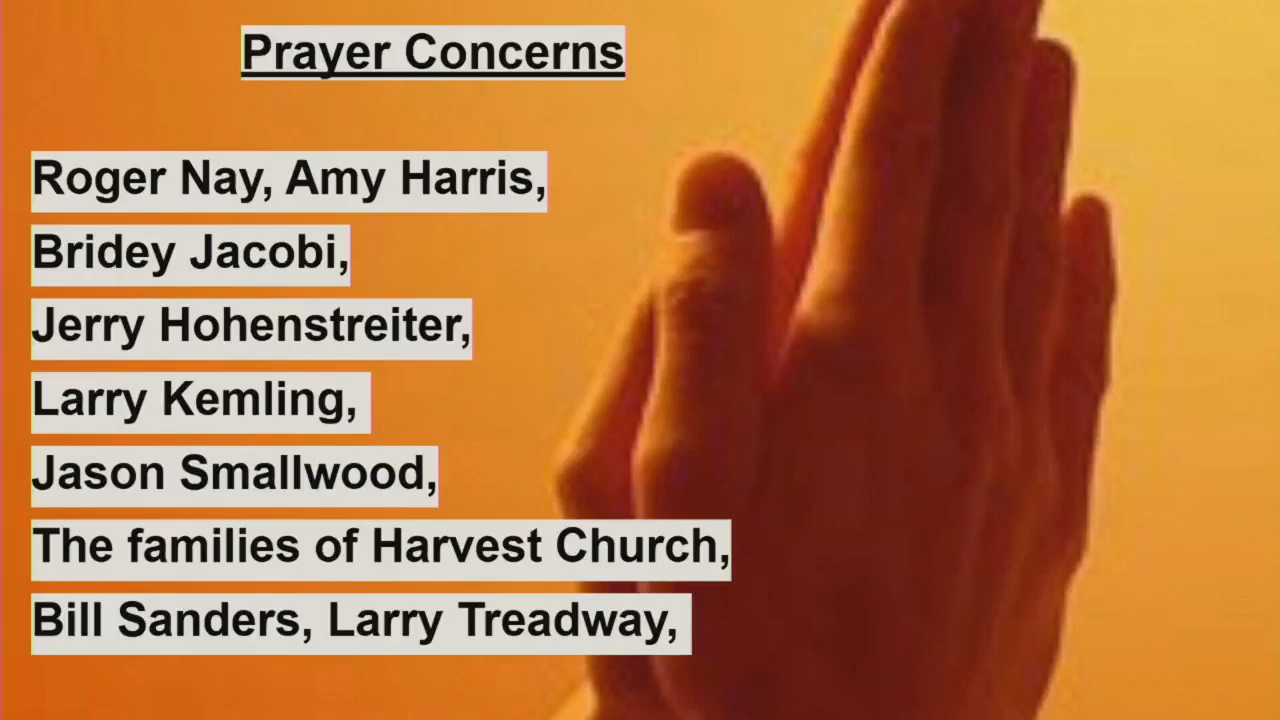 Prayer Concerns
Roger Nay, Amy Harris,
Bridey Jacobi,
Jerry Hohenstreiter,
Larry Kemling,
Jason Smallwood,
The families of Harvest Church,
Bill Sanders, Larry Treadway,